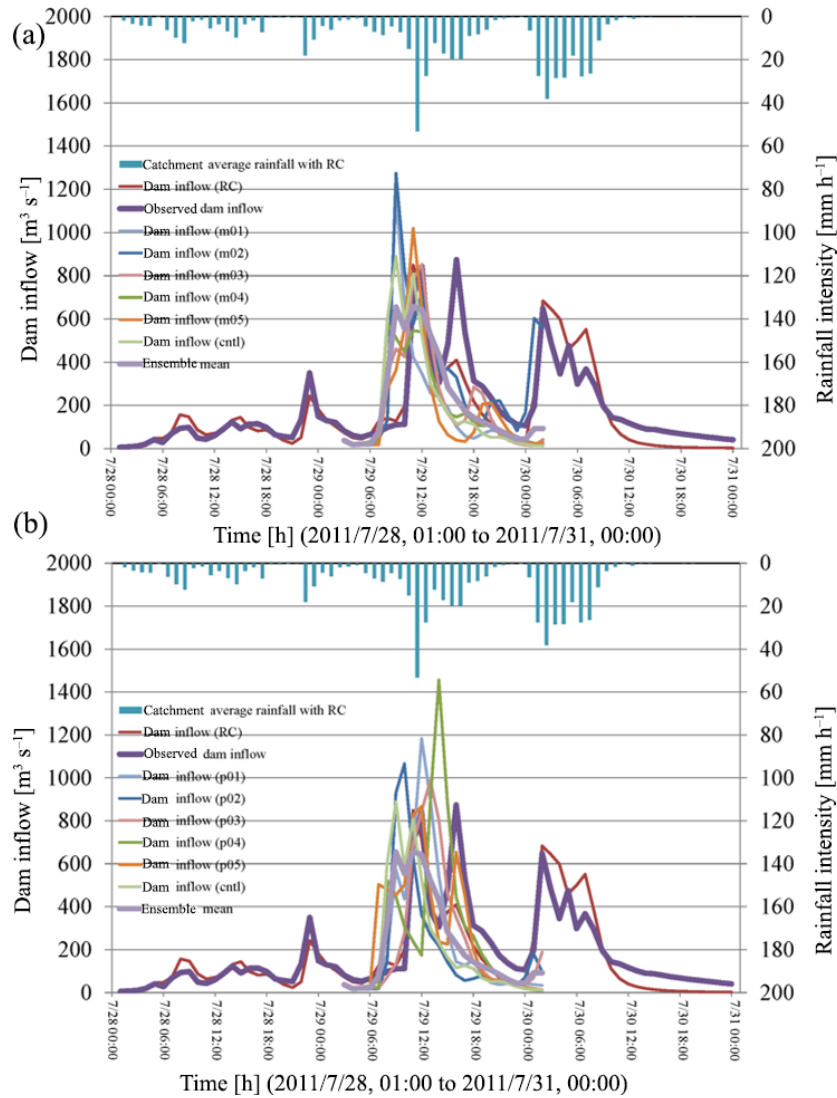 (a)
2000
1800
1600
1400
1200
1000
800
600
400
200
0
Dam inflow [m³ s⁻¹]
0
20
40
60
80
100
120
140
160
180
200
Rainfall intensity [mm h⁻¹]
Catchment average rainfall with RC
Dam inflow (RC)
Observed dam inflow
Dam inflow (m01)
Dam inflow (m02)
Dam inflow (m03)
Dam inflow (m04)
Dam inflow (m05)
Dam inflow (cntl)
Ensemble mean
7/28 00:00
7/28 06:00
7/28 12:00
7/28 18:00
7/29 00:00
7/29 06:00
7/29 12:00
7/29 18:00
7/30 00:00
7/30 06:00
7/30 12:00
7/30 18:00
7/31 00:00
Time [h] (2011/7/28, 01:00 to 2011/7/31, 00:00)
(b)
2000
1800
1600
1400
1200
1000
800
600
400
200
0
Dam inflow [m³ s⁻¹]
0
20
40
60
80
100
120
140
160
180
200
Rainfall intensity [mm h⁻¹]
Catchment average rainfall with RC
Dam inflow (RC)
Observed dam inflow
Dam inflow (p01)
Dam inflow (p02)
Dam inflow (p03)
Dam inflow (p04)
Dam inflow (p05)
Dam inflow (cntl)
Ensemble mean
7/28 00:00
7/28 06:00
7/28 12:00
7/28 18:00
7/29 00:00
7/29 06:00
7/29 12:00
7/29 18:00
7/30 00:00
7/30 06:00
7/30 12:00
7/30 18:00
7/31 00:00
Time [h] (2011/7/28, 01:00 to 2011/7/31, 00:00)